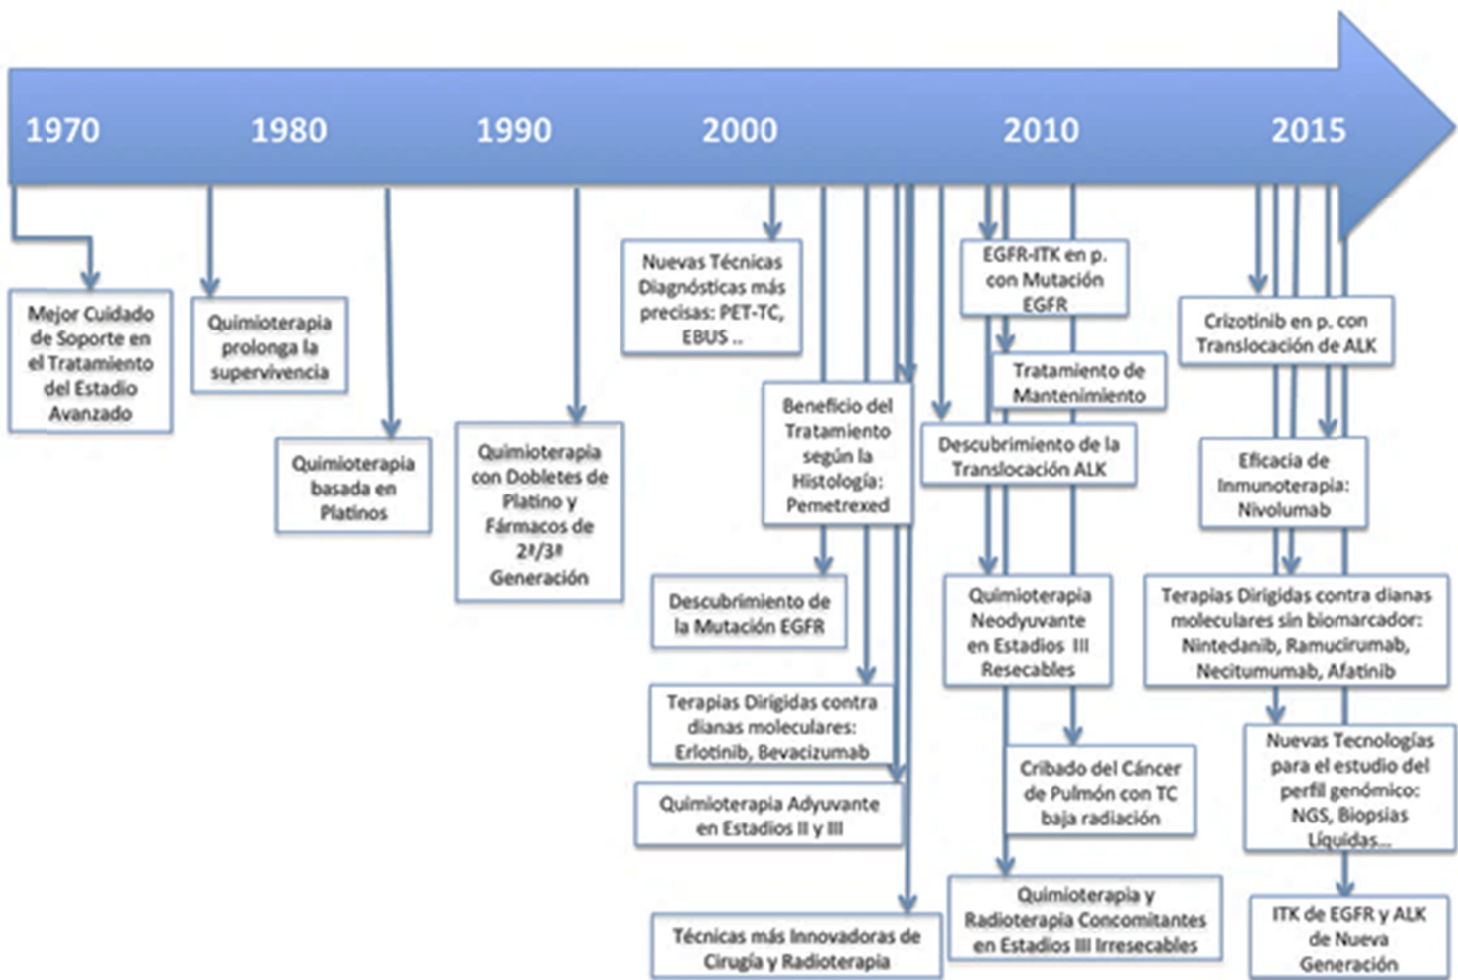 1970
1980
1990
2000
2010
2015
Mejor Cuidado
de Soporte en
el Tratamiento
del Estadio
Avanzado
Quimioterapia
prolonga la
supervivencia
Quimioterapia
basada en
Platinos
Quimioterapia
con Dobletes de
Platino y
Fármacos de
2ª/3ª
Generación
Nuevas Técnicas
Diagnósticas más
precisas: PET-TC,
EBUS ..
Beneficio del
Tratamiento
según la
Histología:
Pemetrexed
Descubrimiento de
la Mutación EGFR
Terapias Dirigidas contra
dianas moleculares:
Erlotinib, Bevacizumab
Quimioterapia Adyuvante
en Estadios II y III
Técnicas más Innovadoras de
Cirugía y Radioterapia
EGFR-ITK en p.
con Mutación
EGFR
Tratamiento de
Mantenimiento
Descubrimiento de la
Translocación ALK
Quimioterapia
Neodyuvante
en Estadios III
Resecables
Cribado del Cáncer
de Pulmón con TC
baja radiación
Quimioterapia y
Radioterapia Concomitantes
en Estadios III Irresecables
Crizotinib en p. con
Translocación de ALK
Eficacia de
Inmunoterapia:
Nivolumab
Terapias Dirigidas contra dianas
moleculares sin biomarcador:
Nintedanib, Ramucirumab,
Necitumumab, Afatinib
Nuevas Tecnologías
para el estudio del
perfil genómico:
NGS, Biopsias
Líquidas...
ITK de EGFR y ALK
de Nueva
Generación